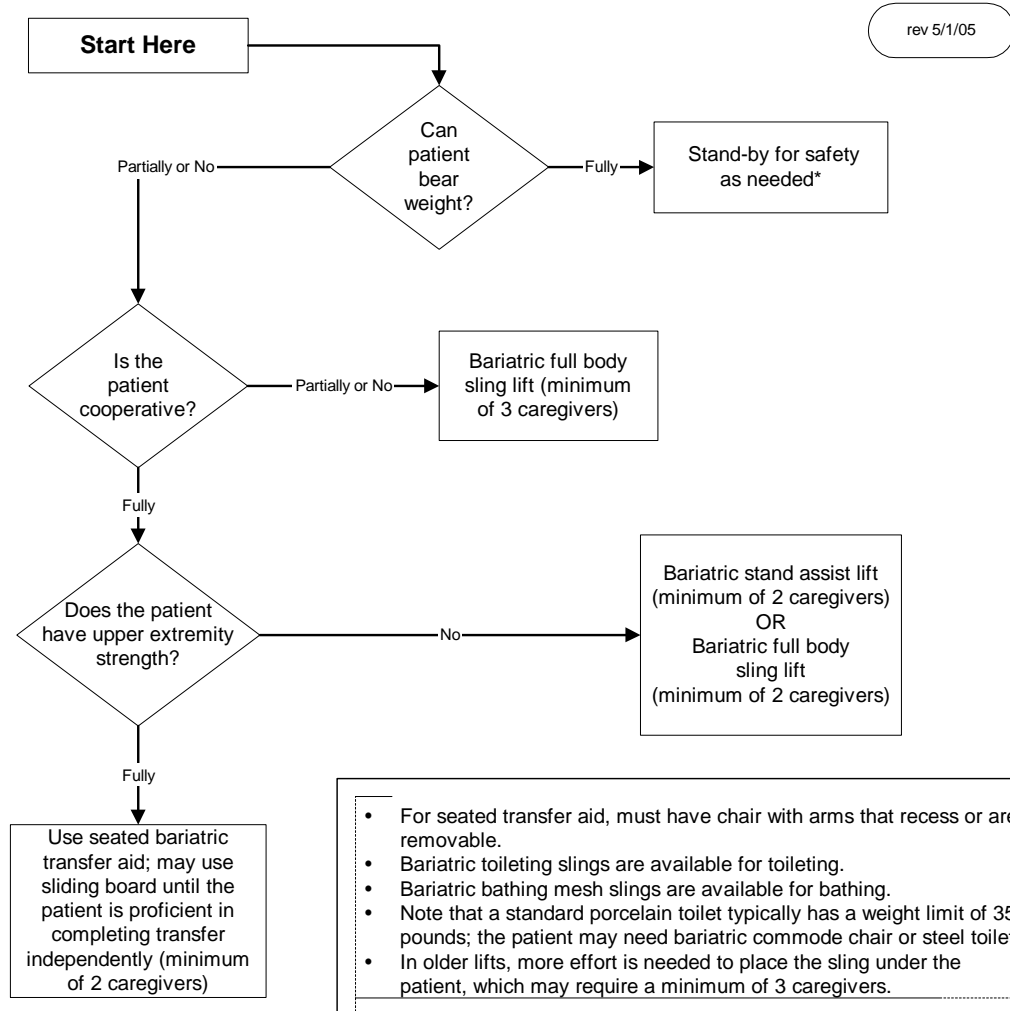 Start Here
rev 5/1/05
Can
patient
bear
weight?
Partially or No
Fully
Stand-by for safety
as needed*
Is the
patient
cooperative?
Partially or No
Bariatric full body
sling lift (minimum
of 3 caregivers)
Fully
Does the patient
have upper extremity
strength?
No
Bariatric stand assist lift
(minimum of 2 caregivers)
OR
Bariatric full body
sling lift
(minimum of 2 caregivers)
Fully
Use seated bariatric
transfer aid; may use
sliding board until the
patient is proficient in
completing transfer
independently (minimum
of 2 caregivers)
• For seated transfer aid, must have chair with arms that recess or are
removable.
• Bariatric toileting slings are available for toileting.
• Bariatric bathing mesh slings are available for bathing.
• Note that a standard porcelain toilet typically has a weight limit of
pounds; the patient may need bariatric commode chair or steel
• In older lifts, more effort is needed to place the sling under the
patient, which may require a minimum of 3 caregivers.